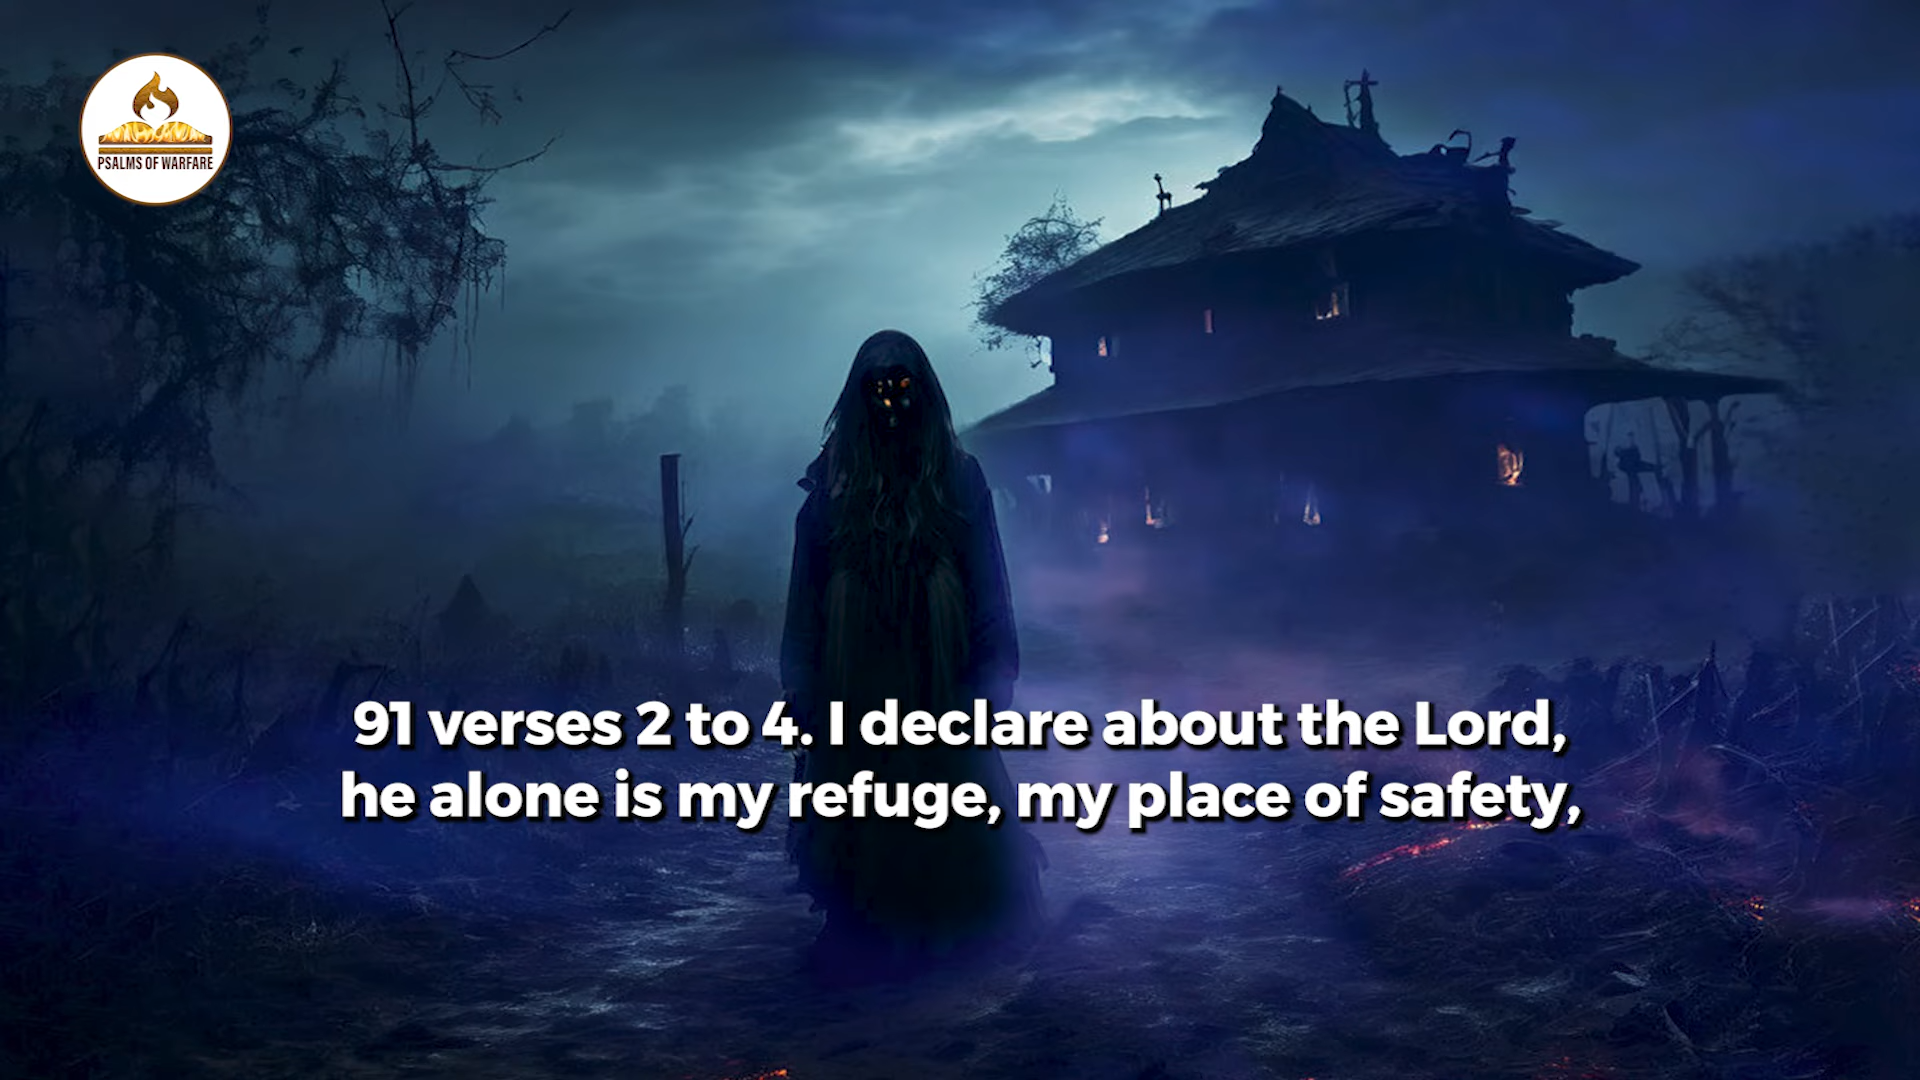 PSALMS OF WARFARE
91 verses 2 to 4. I declare about the Lord,
he alone is my refuge, my place of safety,